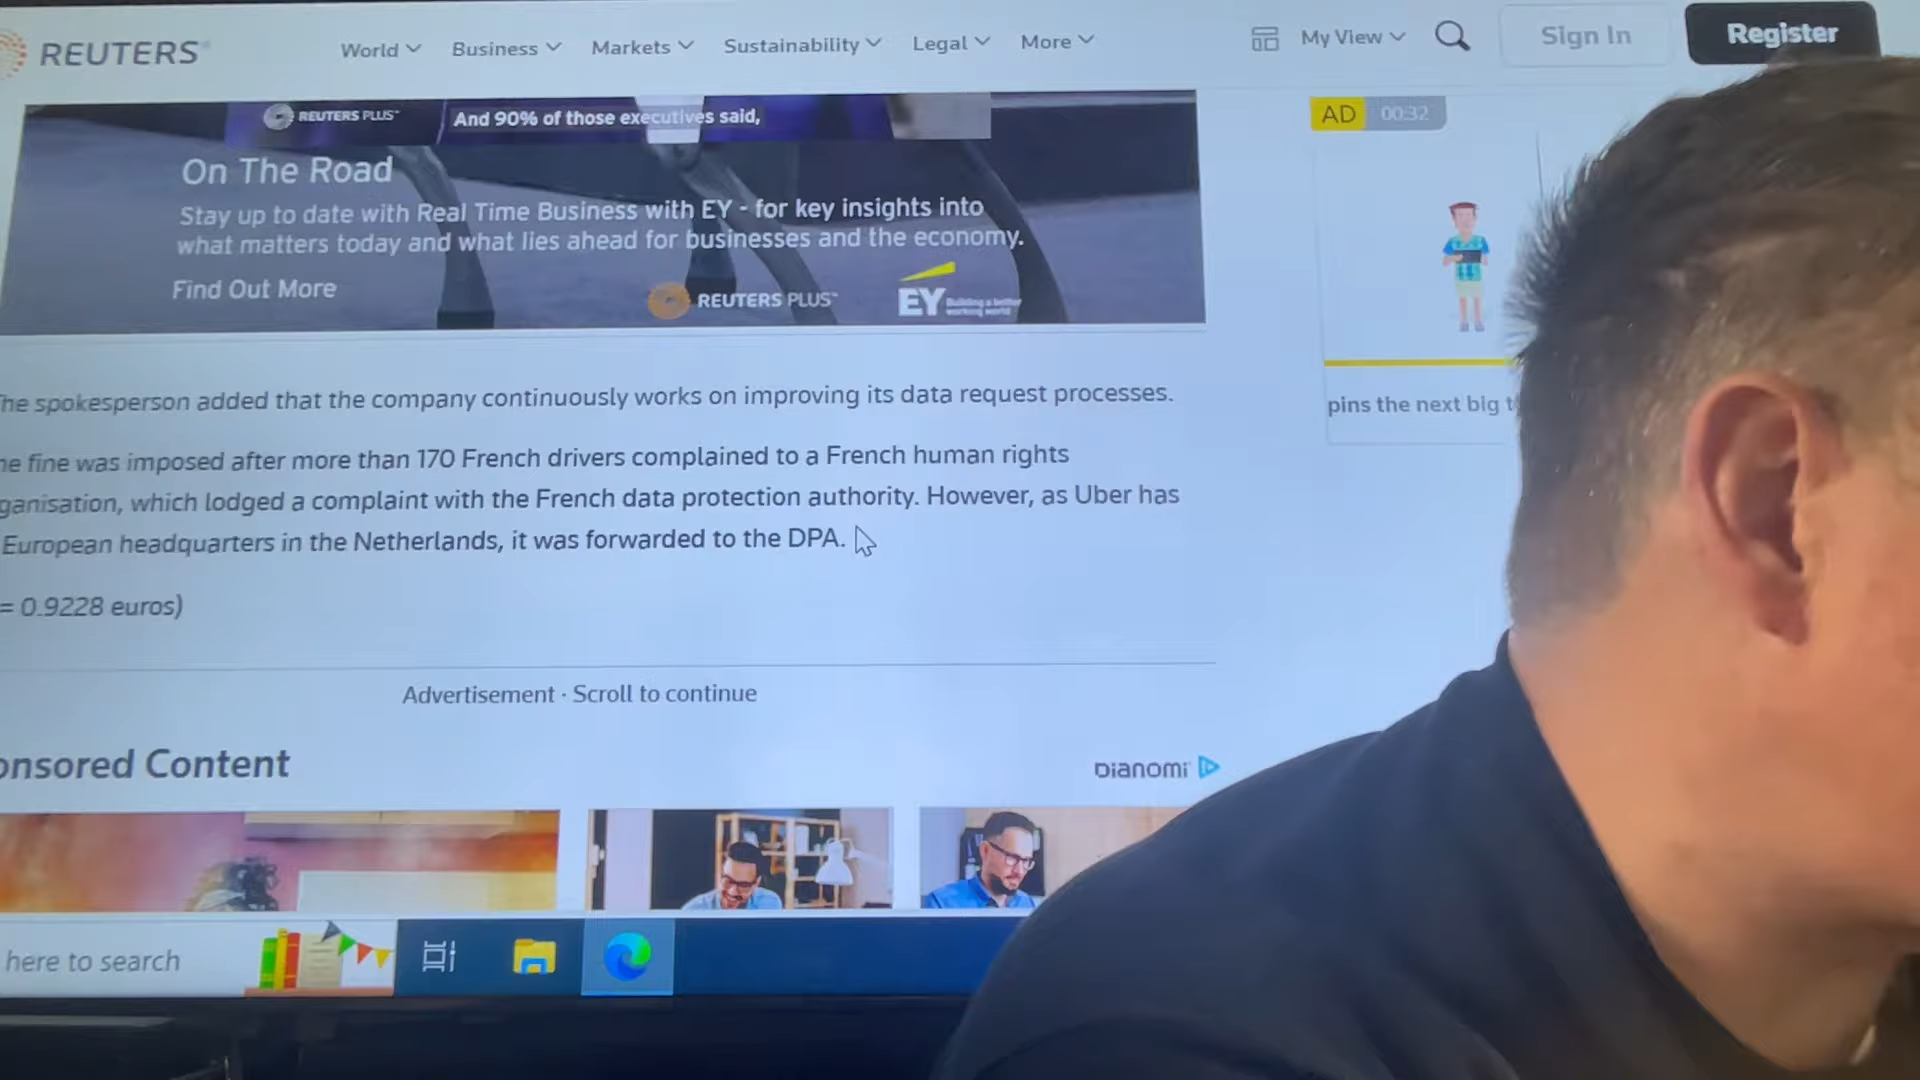 REUTERS
World
Business
Markets
Sustainability
Legal
More
My View
Sign In
Register
REUTERS PLUS
And 90% of those executives said,
On The Road
Stay up to date with Real Time Business with EY - for key insights into
what matters today and what lies ahead for businesses and the economy.
Find Out More
REUTERS PLUS
EY Building a better
working world
AD 00:32
pins the next big t
he spokesperson added that the company continuously works on improving its data request processes.
he fine was imposed after more than 170 French drivers complained to a French human rights
ganisation, which lodged a complaint with the French data protection authority. However, as Uber has
European headquarters in the Netherlands, it was forwarded to the DPA.
= 0.9228 euros)
Advertisement · Scroll to continue
onsored Content
Dianomi
here to search